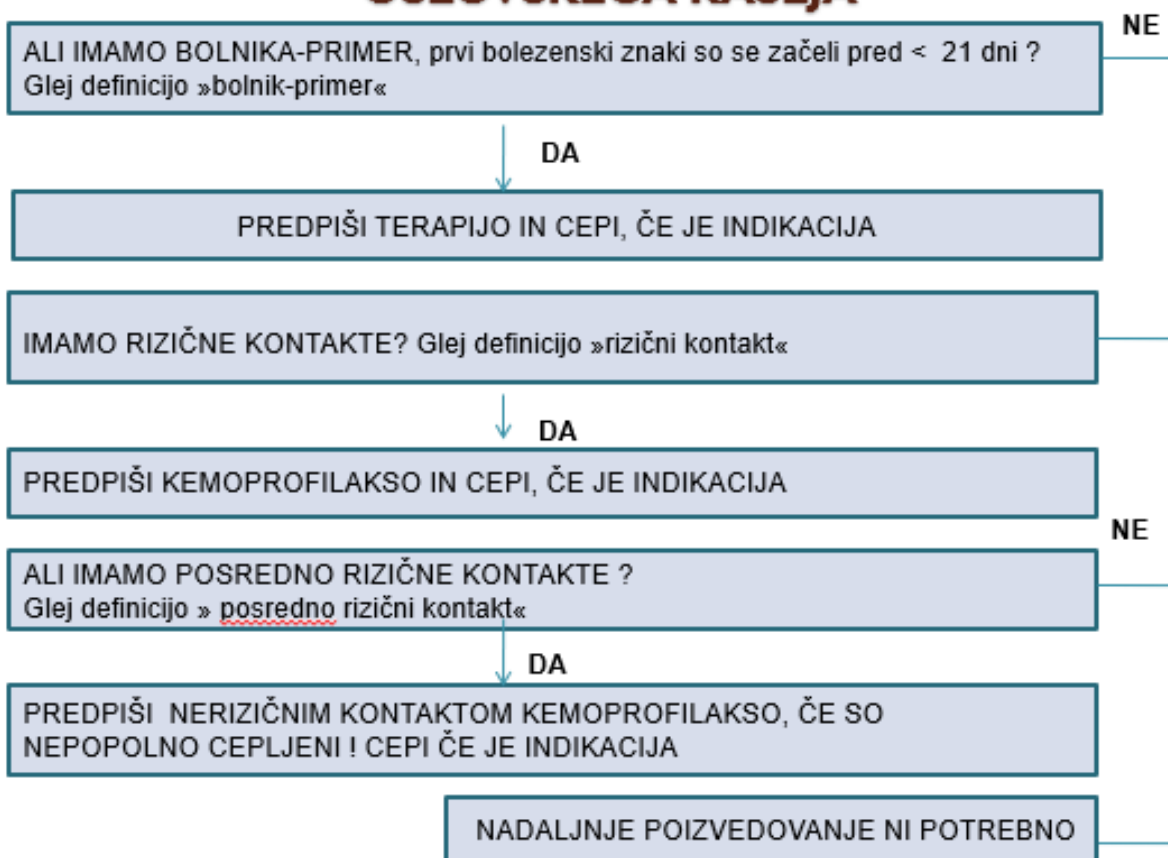 NE
ALI IMAMO BOLNIKA-PRIMER, prvi bolezenski znaki so se začeli pred < 21 dni ?
Glej definicijo »bolnik-primer«
DA
PREDPIŠI TERAPIJO IN CEPI, ČE JE INDIKACIJA
IMAMO RIZIČNE KONTAKTE? Glej definicijo »rizični kontakt«
DA
PREDPIŠI KEMOPROFILAKSO IN CEPI, ČE JE INDIKACIJA
NE
ALI IMAMO POSREDNO RIZIČNE KONTAKTE ?
Glej definicijo » posredno rizični kontakt«
DA
PREDPIŠI NERIZIČNIM KONTAKTOM KEMOPROFILAKSO, ČE SO
NEPOPOLNO CEPLJENI ! CEPI ČE JE INDIKACIJA
NADALJNJE POIZVEDOVANJE NI POTREBNO